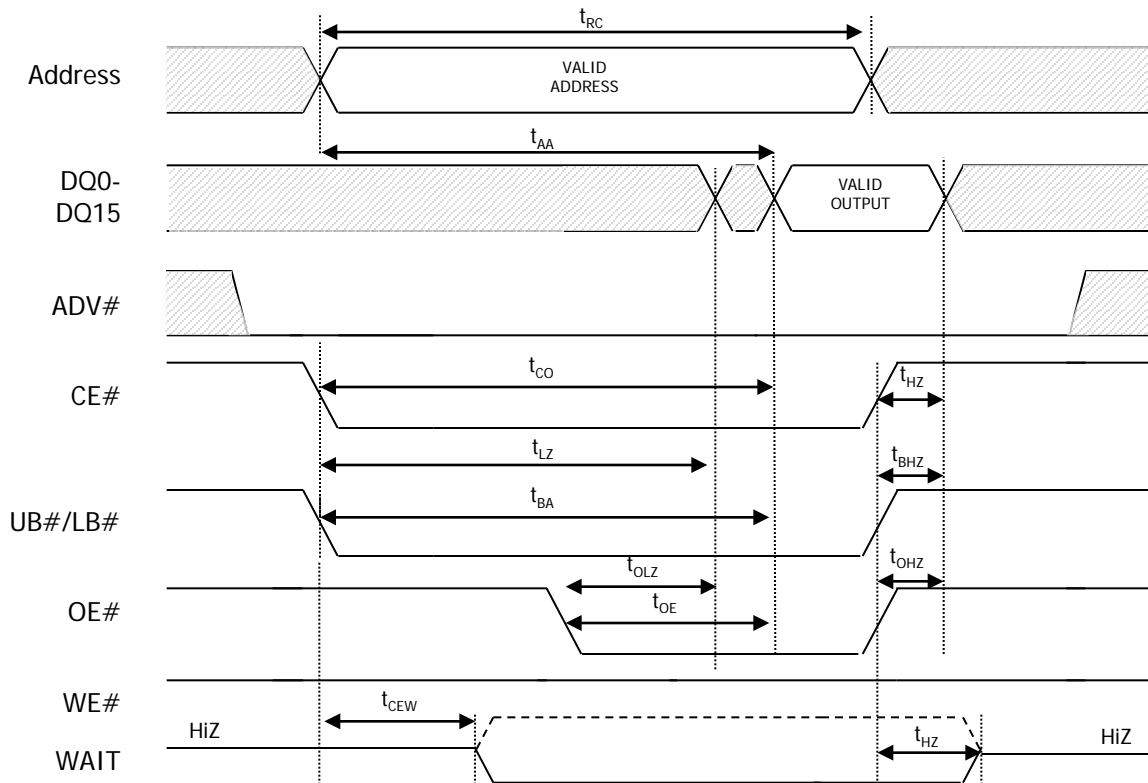 tRC
Address
VALID
ADDRESS
tAA
DQ0-
DQ15
VALID
OUTPUT
ADV#
CE#
tCO
tHZ
tLZ
tBHZ
UB#/LB#
tBA
tOLZ
tOHZ
OE#
tOE
WE#
tCEW
HiZ
tHZ
HiZ
WAIT